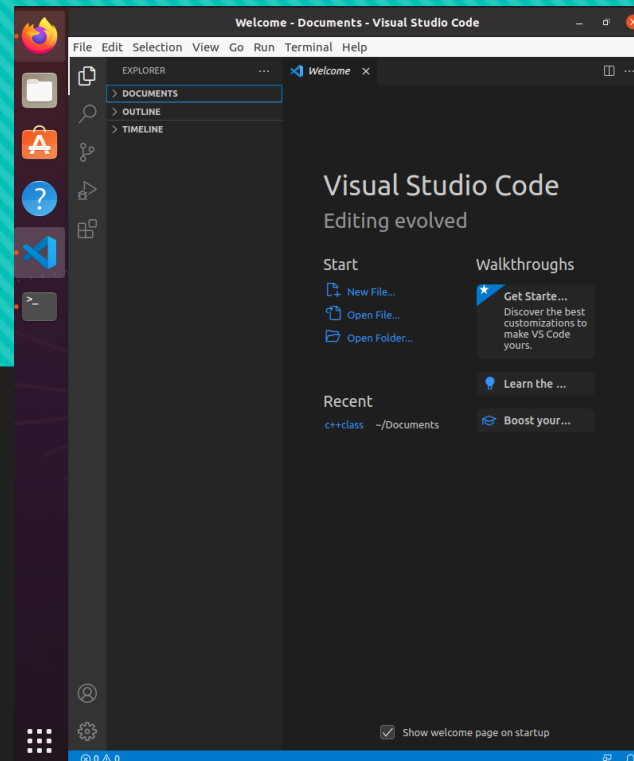 Welcome - Documents - Visual Studio Code
File Edit Selection View Go Run Terminal Help
EXPLORER
Welcome
DOCUMENTS
OUTLINE
TIMELINE
Visual Studio Code
Editing evolved
Start
New File...
Open File...
Open Folder...
Recent
c++class ~/Documents
Walkthroughs
Get Starte...
Discover the best
customizations to
make VS Code
yours.
Learn the ...
Boost your...
Show welcome page on startup
0 0